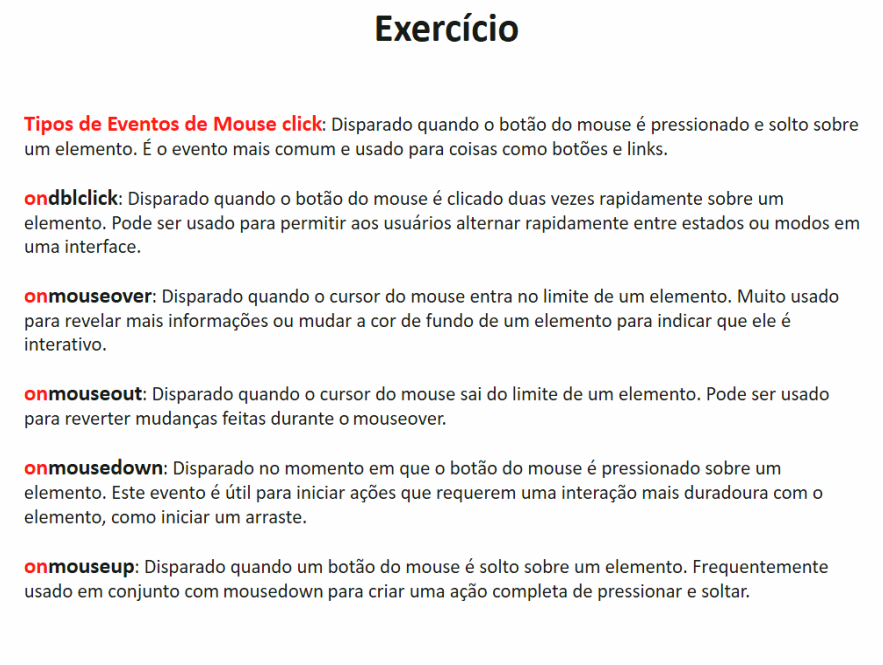 Exercício
Tipos de Eventos de Mouse click: Disparado quando o botão do mouse é pressionado e solto sobre
um elemento. É o evento mais comum e usado para coisas como botões e links.
ondblclick: Disparado quando o botão do mouse é clicado duas vezes rapidamente sobre um
elemento. Pode ser usado para permitir aos usuários alternar rapidamente entre estados ou modos em
uma interface.
onmouseover: Disparado quando o cursor do mouse entra no limite de um elemento. Muito usado
para revelar mais informações ou mudar a cor de fundo de um elemento para indicar que ele é
interativo.
onmouseout: Disparado quando o cursor do mouse sai do limite de um elemento. Pode ser usado
para reverter mudanças feitas durante o mouseover.
onmousedown: Disparado no momento em que o botão do mouse é pressionado sobre um
elemento. Este evento é útil para iniciar ações que requerem uma interação mais duradoura com o
elemento, como iniciar um arraste.
onmouseup: Disparado quando um botão do mouse é solto sobre um elemento. Frequentemente
usado em conjunto com mousedown para criar uma ação completa de pressionar e soltar.